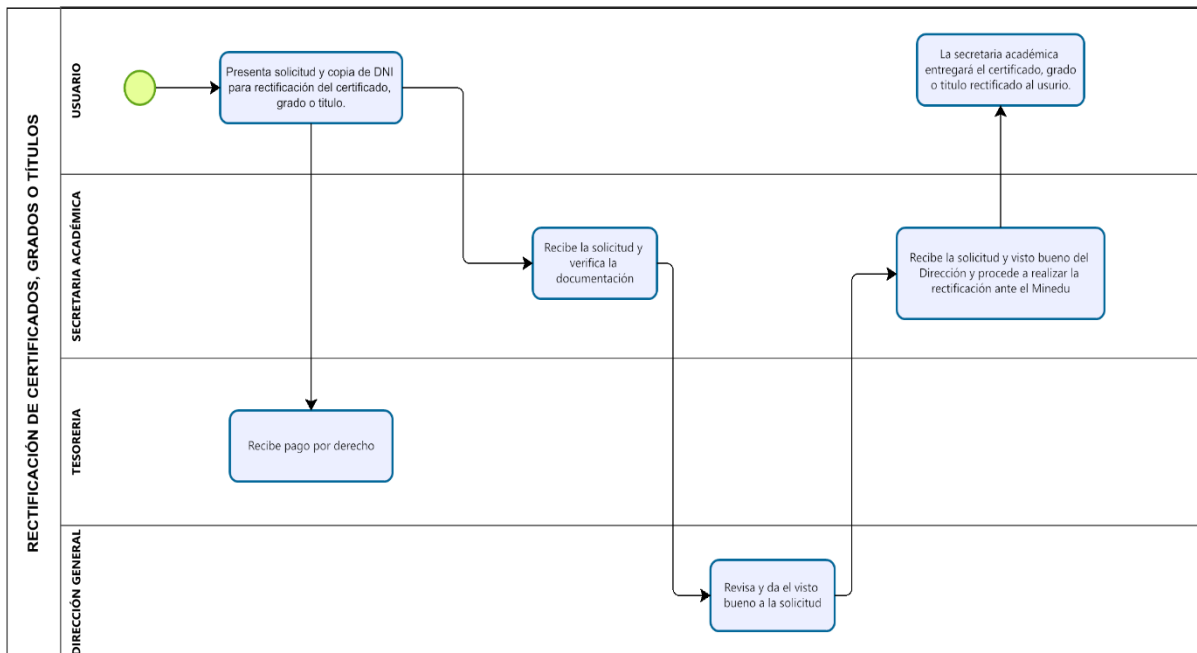 RECTIFICACIÓN DE CERTIFICADOS, GRADOS O TÍTULOS
USUARIO
Presenta solicitud y copia de DNI
para rectificación del certificado,
grado o titulo.
La secretaria académica
entregará el certificado, grado
o titulo rectificado al usurio.
SECRETARIA ACADÉMICA
Recibe la solicitud y
verifica la
documentación
Recibe la solicitud y visto bueno del
Dirección y procede a realizar la
rectificación ante el Minedu
TESORERIA
Recibe pago por derecho
DIRECCIÓN GENERAL
Revisa y da el visto
bueno a la solicitud